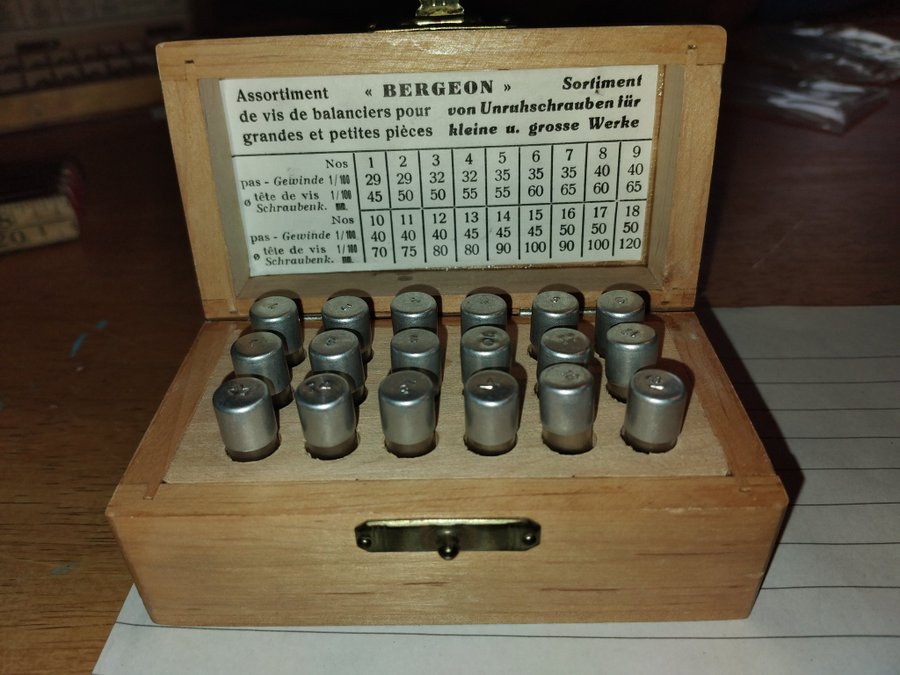 Assortiment « BERGEON » Sortiment
de vis de balanciers pour von Unruhschrauben für
grandes et petites pièces kleine u. grosse Werke
Nos 1 2 3 4 5 6 7 8 9
pas - Gewinde 1/100 29 29 32 32 35 35 35 40 40
ø tête de vis 1/100 45 50 50 55 55 60 65 60 65
Schraubenk. mm.
Nos 10 11 12 13 14 15 16 17 18
pas - Gewinde 1/100 40 40 40 45 45 45 50 50 50
ø tête de vis 1/100 70 75 80 80 90 100 90 100 120
Schraubenk. mm.